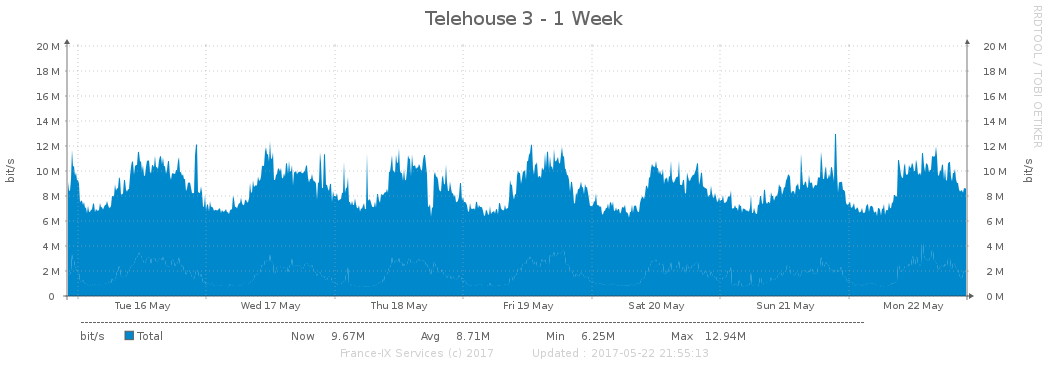 Telehouse 3 - 1 Week
RRDTOOL / TOBI OETIKER
bit/s
20 M 20 M
18 M 18 M
16 M 16 M
14 M 14 M
12 M 12 M
10 M 10 M
8 M 8 M
6 M 6 M
4 M 4 M
2 M 2 M
0 0 M
bit/s
Tue 16 May Wed 17 May Thu 18 May Fri 19 May Sat 20 May Sun 21 May Mon 22 May
bit/s Total Now 9.67M Avg 8.71M Min 6.25M Max 12.94M
France-IX Services (c) 2017 Updated : 2017-05-22 21:55:13